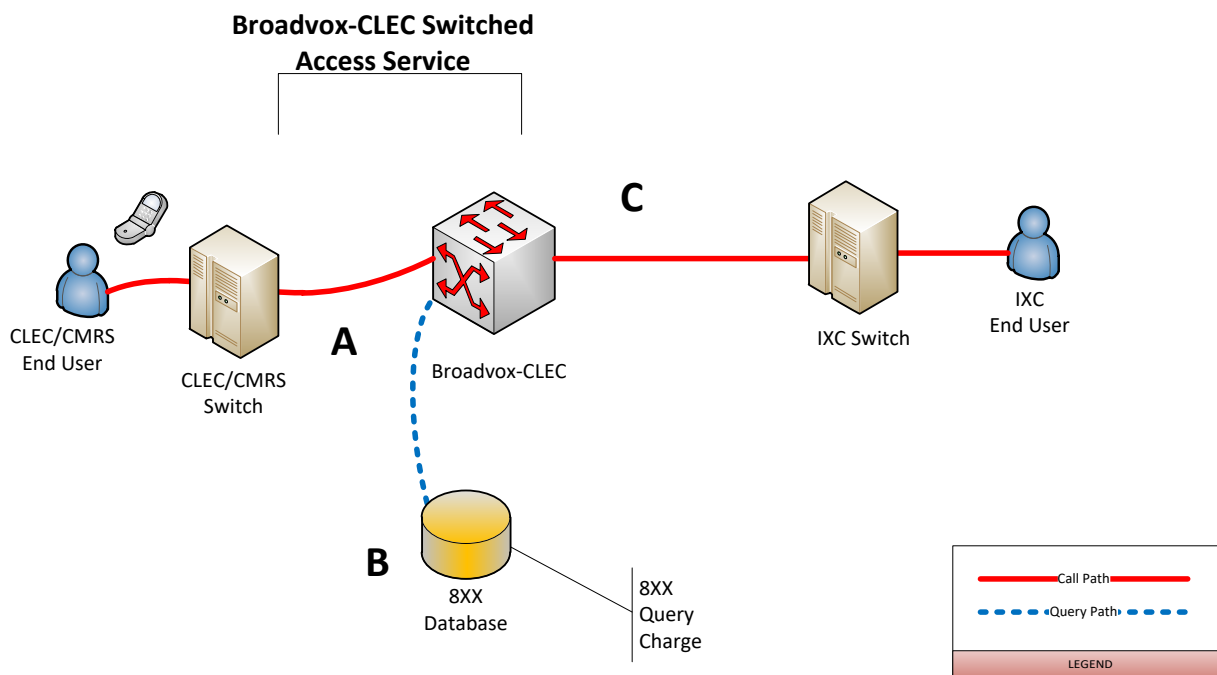 Broadvox-CLEC Switched
Access Service
C
CLEC/CMRS
End User
CLEC/CMRS
Switch
A
Broadvox-CLEC
IXC Switch
IXC
End User
B
8XX
Database
8XX
Query
Charge
Call Path
Query Path
LEGEND